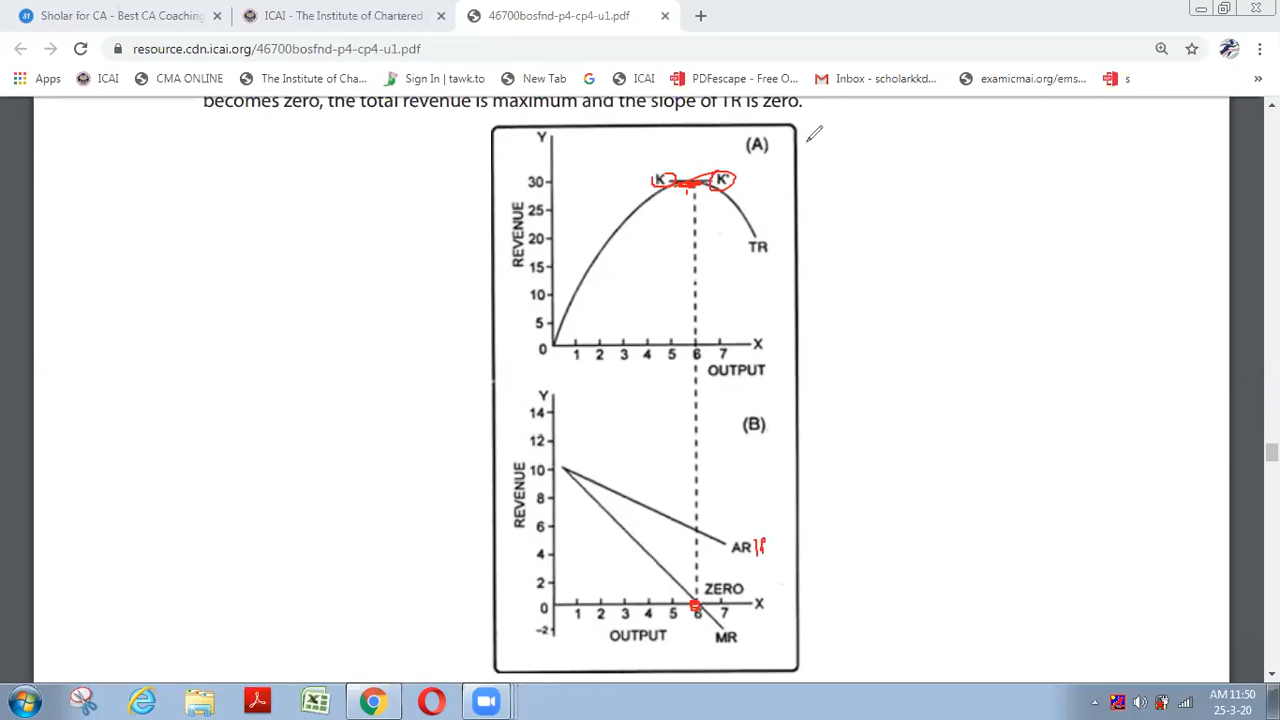 Sholar for CA - Best CA Coaching
ICAI - The Institute of Chartered
46700bosfnd-p4-cp4-u1.pdf
resource.cdn.icai.org/46700bosfnd-p4-cp4-u1.pdf
Apps ICAI CMA ONLINE The Institute of Cha... Sign In | tawk.to New Tab ICAI PDFescape - Free O... Inbox - scholarkkd... examicmai.org/ems... s »
becomes zero, the total revenue is maximum and the slope of TR is zero.
Y (A)
30 K K'
25
20 TR
15
10
5
0 X
1 2 3 4 5 6 7
REVENUE
OUTPUT
Y
14 (B)
12
10
8
6
4 AR
2 ZERO
0 X
1 2 3 4 5 6 7
-2 OUTPUT MR
REVENUE
AM 11:50
25-3-20